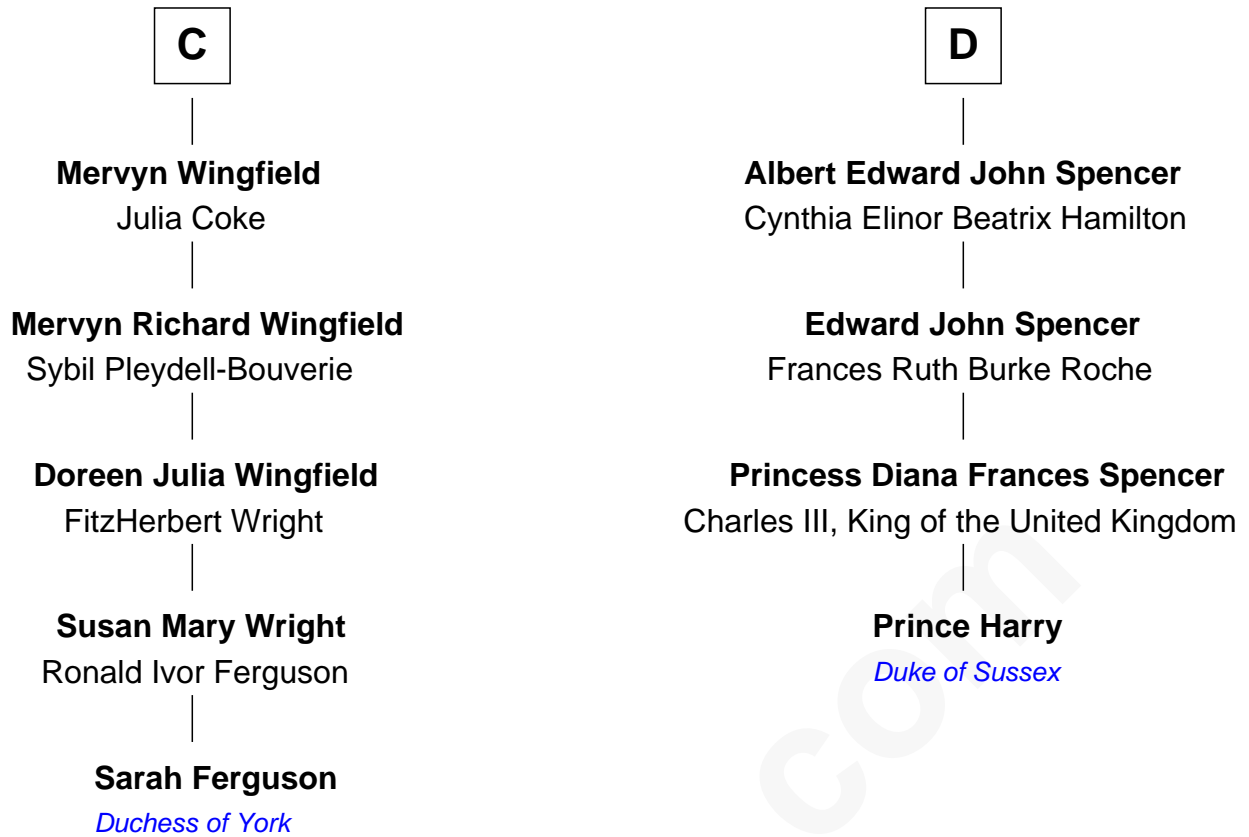 C
Mervyn Wingfield
Julia Coke
Mervyn Richard Wingfield
Sybil Pleydell-Bouverie
Doreen Julia Wingfield
FitzHerbert Wright
Susan Mary Wright
Ronald Ivor Ferguson
Sarah Ferguson
Duchess of York
D
Albert Edward John Spencer
Cynthia Elinor Beatrix Hamilton
Edward John Spencer
Frances Ruth Burke Roche
Princess Diana Frances Spencer
Charles III, King of the United Kingdom
Prince Harry
Duke of Sussex
com